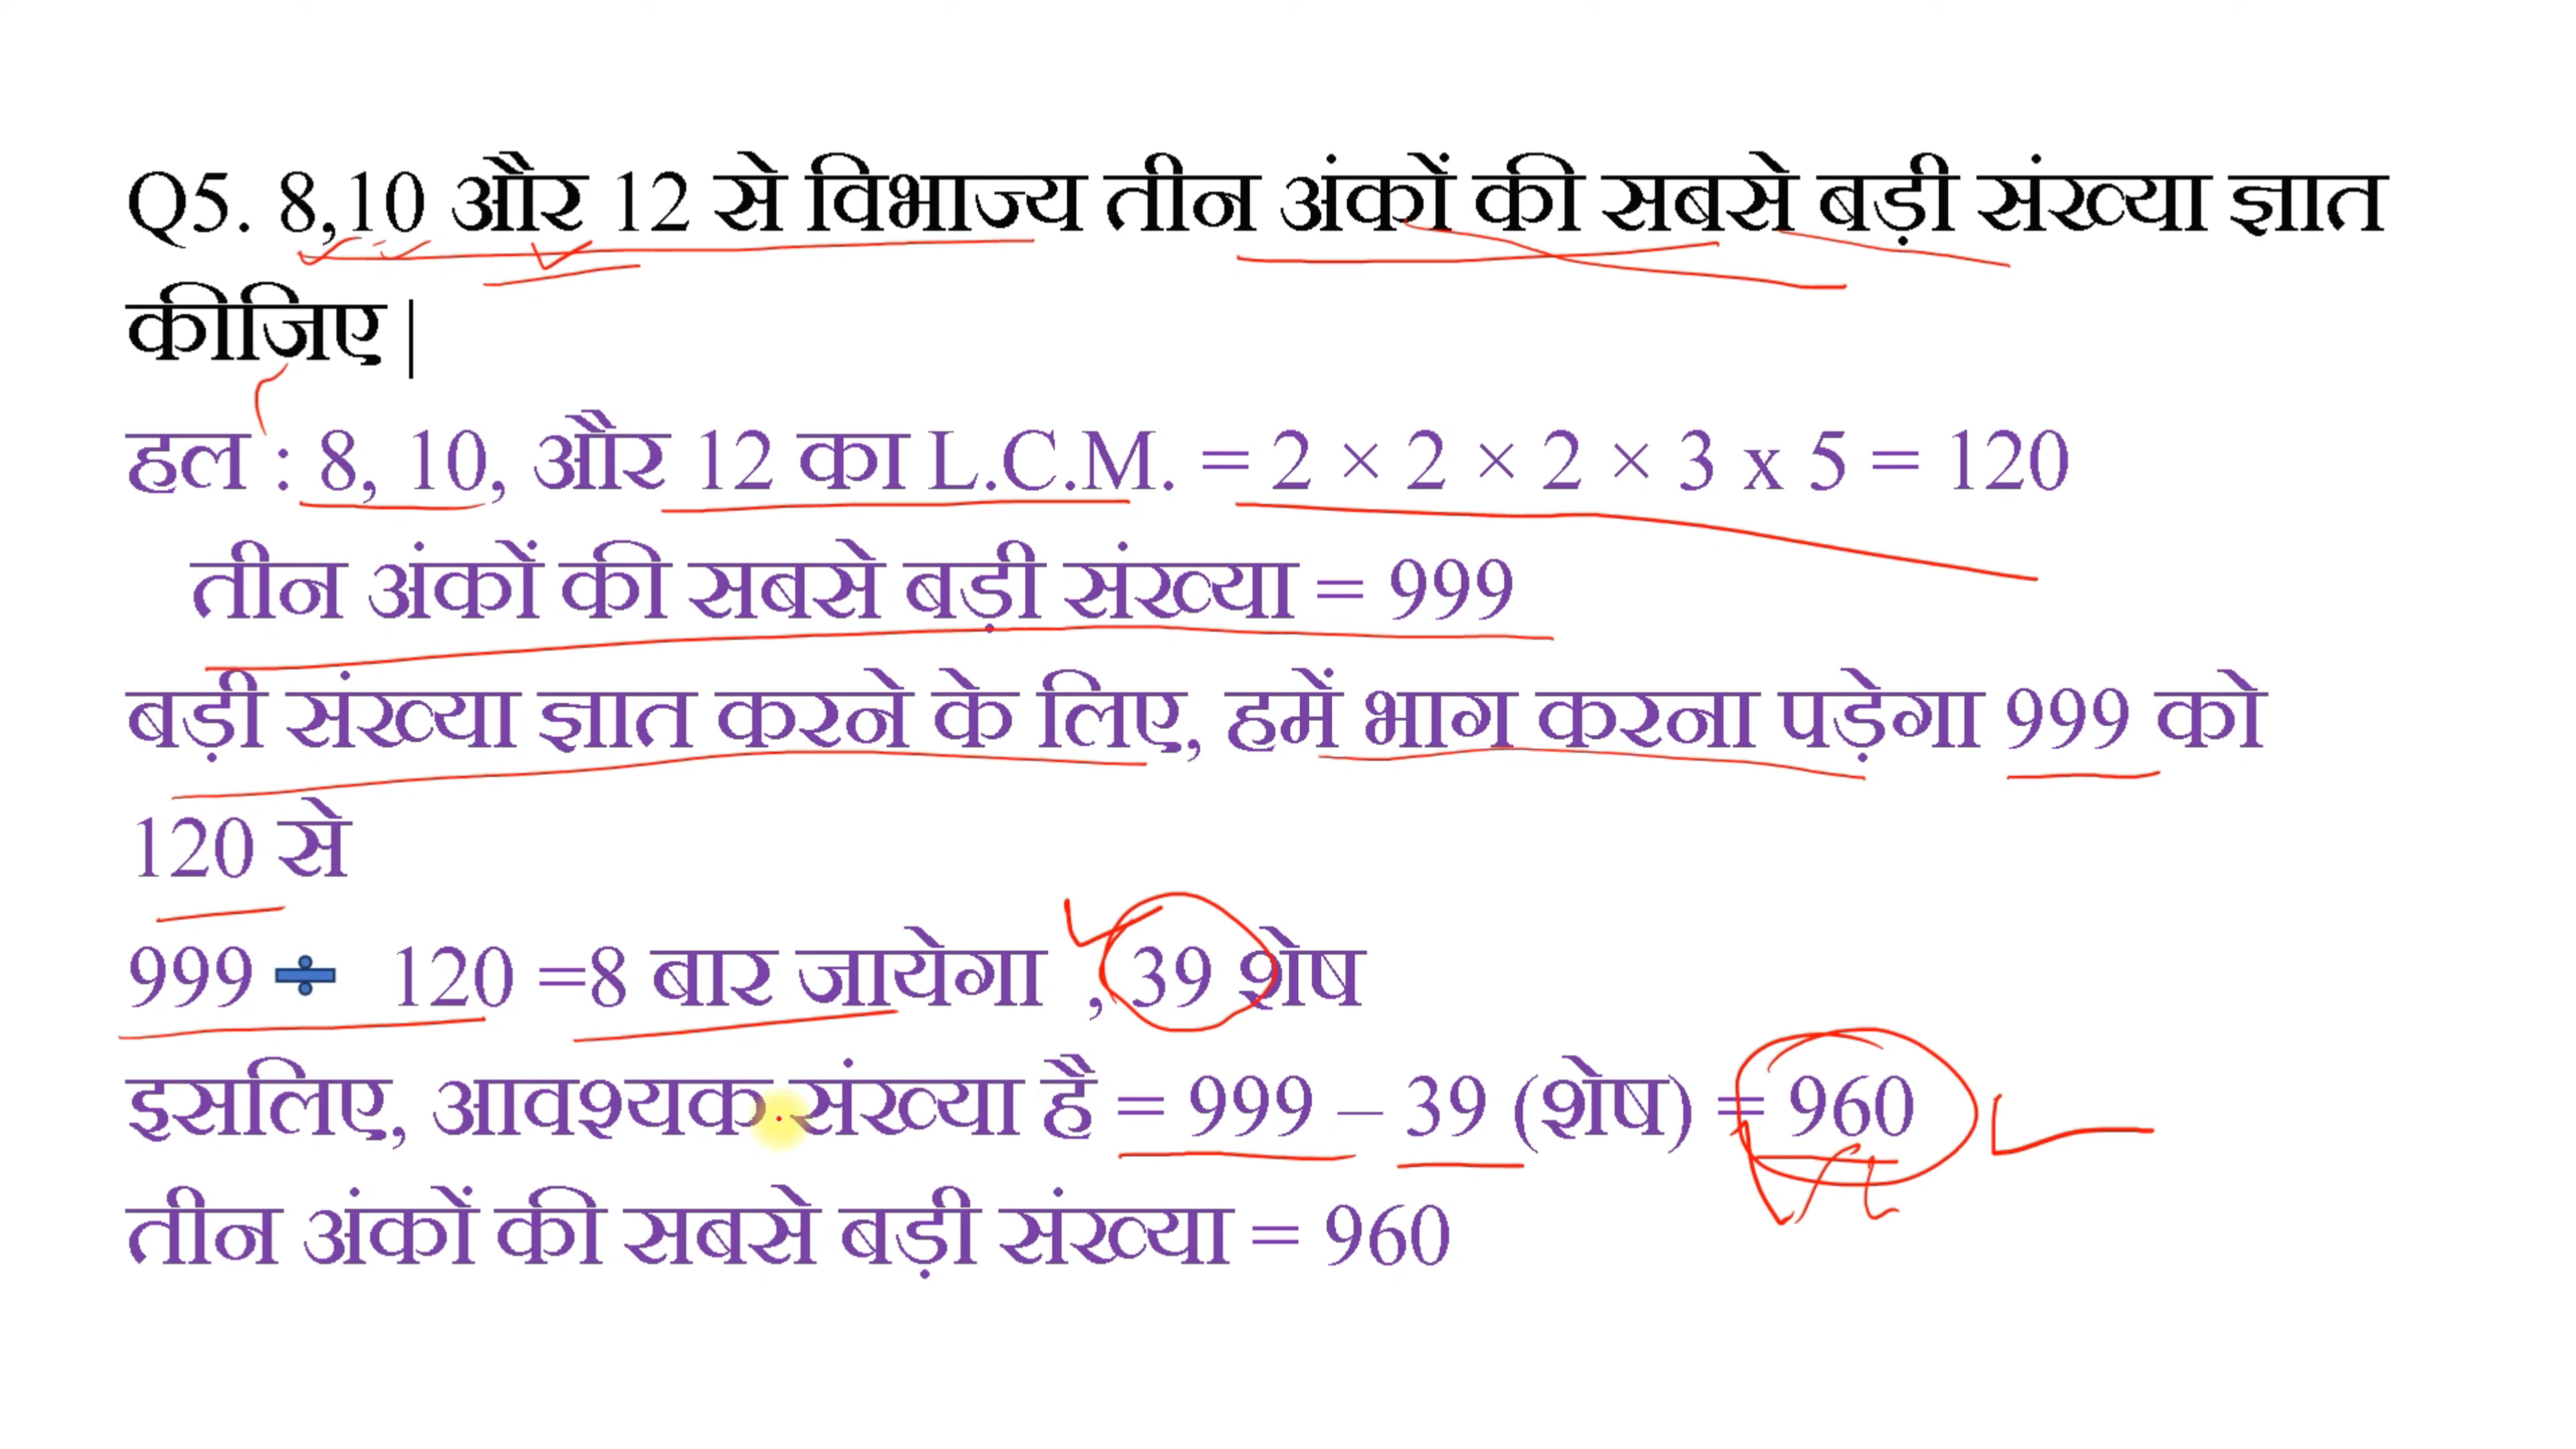 Q5. 8,10 और 12 से विभाज्य तीन अंकों की सबसे बड़ी संख्या ज्ञात
कीजिए |
हल : 8, 10, और 12 का L.C.M. = 2 × 2 × 2 × 3 x 5 = 120
तीन अंकों की सबसे बड़ी संख्या = 999
बड़ी संख्या ज्ञात करने के लिए, हमें भाग करना पड़ेगा 999 को
120 से
999 ÷ 120 =8 बार जायेगा , 39 शेष
इसलिए, आवश्यक संख्या है = 999 – 39 (शेष) = 960
तीन अंकों की सबसे बड़ी संख्या = 960